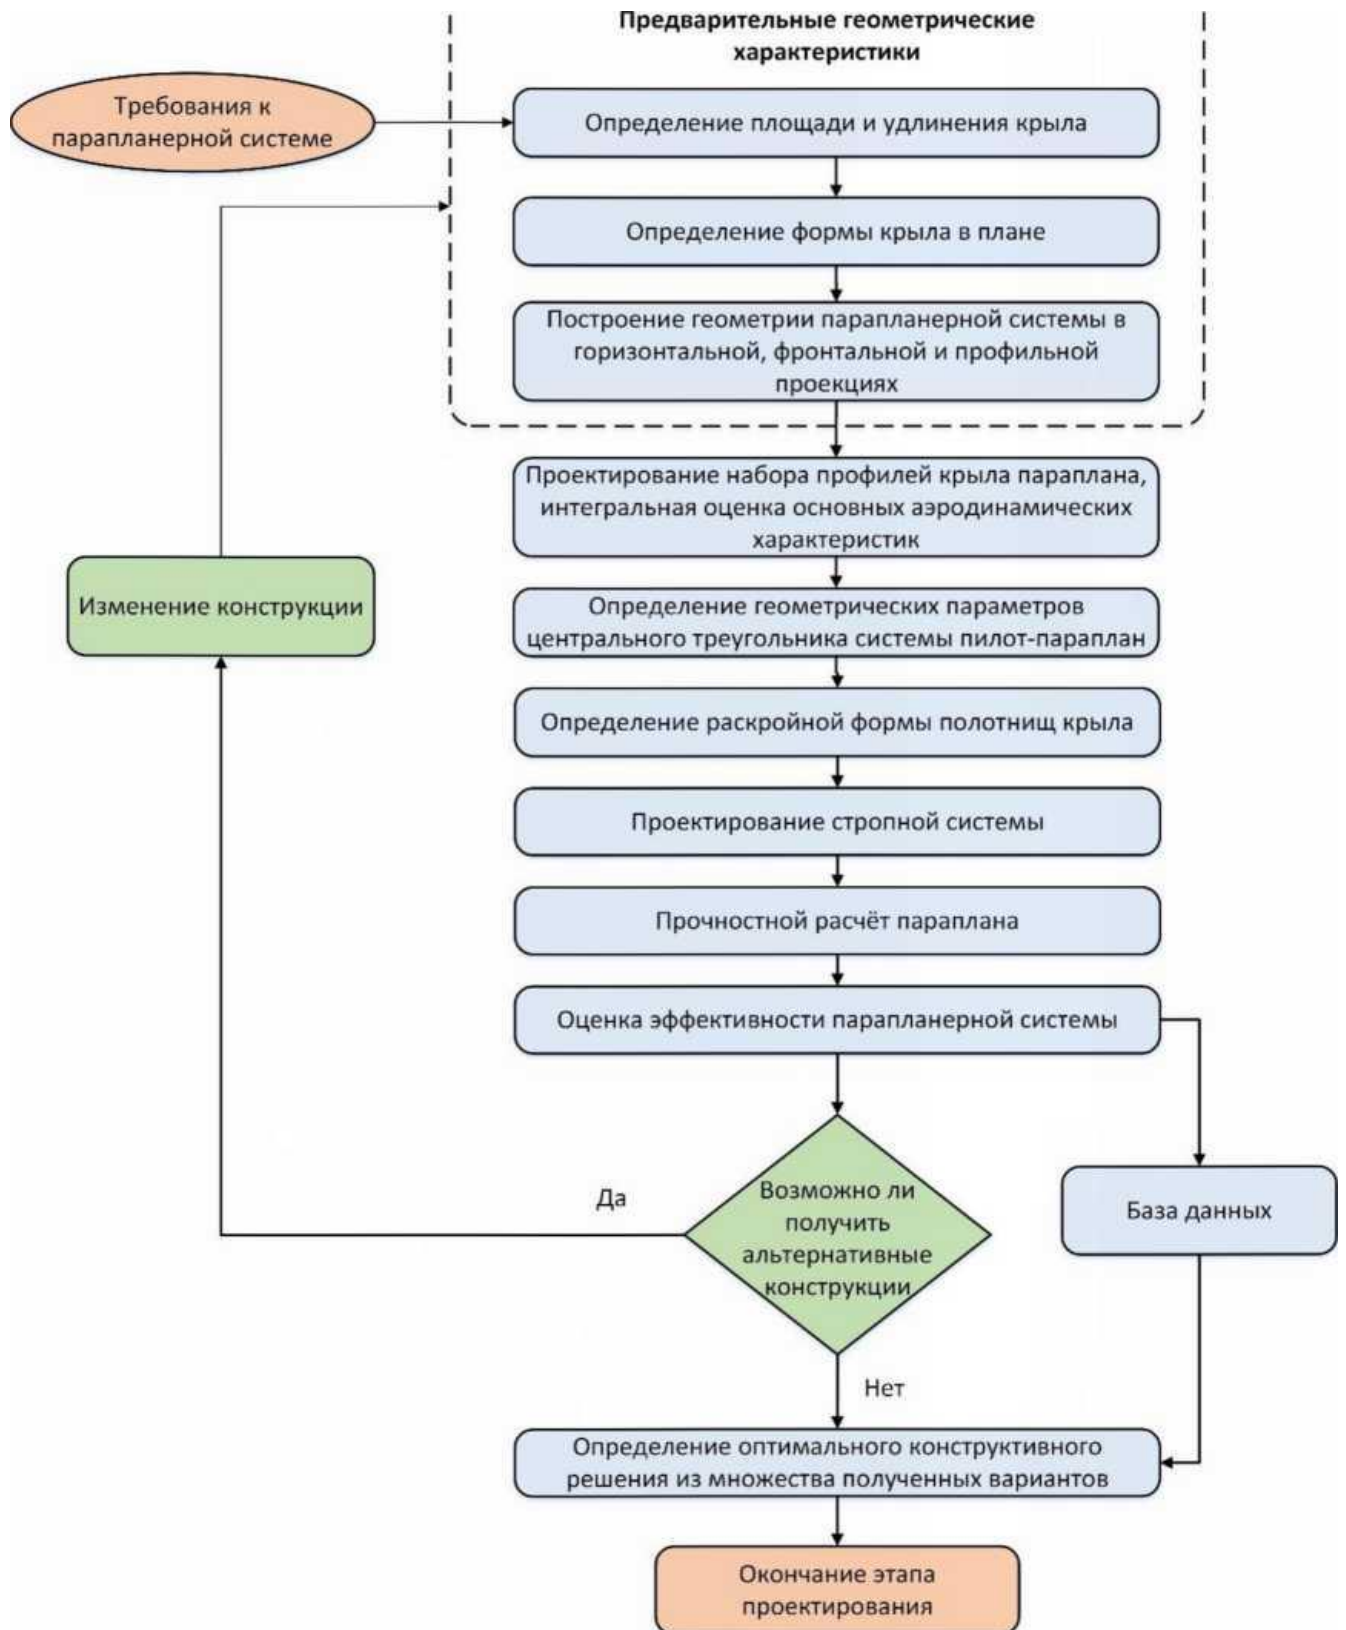 Предварительные геометрические
характеристики
Требования к
парапланерной системе
Определение площади и удлинения крыла
Определение формы крыла в плане
Построение геометрии парапланерной системы в
горизонтальной, фронтальной и профильной
проекциях
Проектирование набора профилей крыла параплана,
интегральная оценка основных аэродинамических
характеристик
Изменение конструкции
Определение геометрических параметров
центрального треугольника системы пилот-параплан
Определение раскройной формы полотнищ крыла
Проектирование стропной системы
Прочностной расчёт параплана
Оценка эффективности парапланерной системы
Возможно ли
получить
альтернативные
конструкции
Да
База данных
Нет
Определение оптимального конструктивного
решения из множества полученных вариантов
Окончание этапа
проектирования